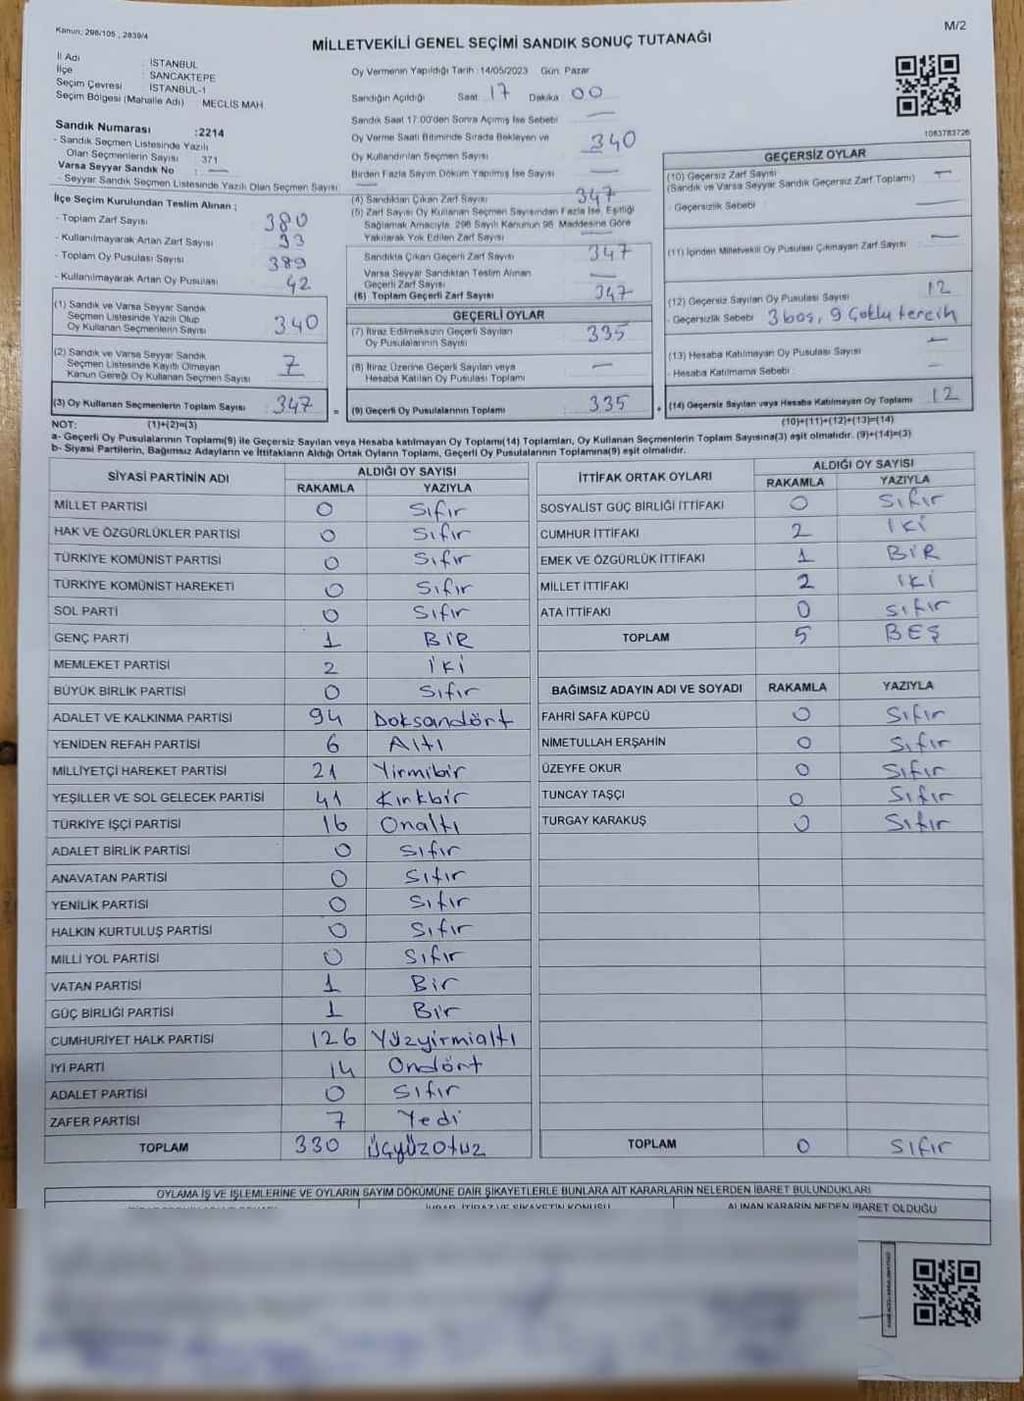 Kanun: 298/105, 2839/4
M/2
MİLLETVEKİLİ GENEL SEÇİMİ SANDIK SONUÇ TUTANAĞI
İl Adı : İSTANBUL
İlçe : SANCAKTEPE
Seçim Çevresi : İSTANBUL-1
Seçim Bölgesi (Mahalle Adı) : MECLİS MAH
Sandık Numarası :2214
- Sandık Seçmen Listesinde Yazılı
Olan Seçmenlerin Sayısı : 371
Varsa Seyyar Sandık No : —
- Seyyar Sandık Seçmen Listesinde Yazılı Olan Seçmen Sayısı : —
İlçe Seçim Kurulundan Teslim Alınan ;
- Toplam Zarf Sayısı : 380
- Kullanılmayarak Artan Zarf Sayısı : 33
- Toplam Oy Pusulası Sayısı : 389
- Kullanılmayarak Artan Oy Pusulası : 42
Oy Vermenin Yapıldığı Tarih :14/05/2023 Gün: Pazar
Sandığın Açıldığı Saat: 17 Dakika: 00
Sandık Saat 17.00'den Sonra Açılmış İse Sebebi : —
Oy Verme Saati Bitiminde Sırada Bekleyen ve
Oy Kullandırılan Seçmen Sayısı : 340
Birden Fazla Sayım Döküm Yapılmış İse Sayısı : —
(4) Sandıktan Çıkan Zarf Sayısı : 347
(5) Zarf Sayısı Oy Kullanan Seçmen Sayısından Fazla İse, Eşitliği
Sağlamak Amacıyla, 298 Sayılı Kanunun 98. Maddesine Göre
Yakılarak Yok Edilen Zarf Sayısı : —
Sandıkta Çıkan Geçerli Zarf Sayısı : 347
Varsa Seyyar Sandıktan Teslim Alınan
Geçerli Zarf Sayısı : —
(6) Toplam Geçerli Zarf Sayısı : 347
1083783726
GEÇERSİZ OYLAR
(10) Geçersiz Zarf Sayısı : —
(Sandık ve Varsa Seyyar Sandık Geçersiz Zarf Toplamı)
- Geçersizlik Sebebi : —
(11) İçinden Milletvekili Oy Pusulası Çıkmayan Zarf Sayısı : —
(12) Geçersiz Sayılan Oy Pusulası Sayısı : 12
- Geçersizlik Sebebi : 3 boş, 9 Çoklu tercih
(13) Hesaba Katılmayan Oy Pusulası Sayısı : —
- Hesaba Katılmama Sebebi : —
(14) Geçersiz Sayılan veya Hesaba Katılmayan Oy Toplamı : 12
(1) Sandık ve Varsa Seyyar Sandık
Seçmen Listesinde Yazılı Olup
Oy Kullanan Seçmenlerin Sayısı : 340
(2) Sandık ve Varsa Seyyar Sandık
Seçmen Listesinde Kayıtlı Olmayan
Kanun Gereği Oy Kullanan Seçmen Sayısı : 7
(3) Oy Kullanan Seçmenlerin Toplam Sayısı : 347 =
GEÇERLİ OYLAR
(7) İtiraz Edilmeksizin Geçerli Sayılan
Oy Pusulalarının Sayısı : 335
(8) İtiraz Üzerine Geçerli Sayılan veya
Hesaba Katılan Oy Pusulası Toplamı : —
(9) Geçerli Oy Pusulalarının Toplamı : 335 +
NOT: (1)+(2)=(3)
(10)+(11)+(12)+(13)=(14)
a- Geçerli Oy Pusulalarının Toplamı(9) ile Geçersiz Sayılan veya Hesaba katılmayan Oy Toplamı(14) Toplamları, Oy Kullanan Seçmenlerin Toplam Sayısına(3) eşit olmalıdır. (9)+(14)=(3)
b- Siyasi Partilerin, Bağımsız Adayların ve İttifakların Aldığı Ortak Oyların Toplamı, Geçerli Oy Pusulalarının Toplamına(9) eşit olmalıdır.
SİYASİ PARTİNİN ADI ALDIĞI OY SAYISI
RAKAMLA YAZIYLA
MİLLET PARTİSİ 0 Sıfır
HAK VE ÖZGÜRLÜKLER PARTİSİ 0 Sıfır
TÜRKİYE KOMÜNİST PARTİSİ 0 Sıfır
TÜRKİYE KOMÜNİST HAREKETİ 0 Sıfır
SOL PARTİ 0 Sıfır
GENÇ PARTİ 1 BİR
MEMLEKET PARTİSİ 2 İKİ
BÜYÜK BİRLİK PARTİSİ 0 Sıfır
ADALET VE KALKINMA PARTİSİ 94 Doksandört
YENİDEN REFAH PARTİSİ 6 Altı
MİLLİYETÇİ HAREKET PARTİSİ 21 Yirmibir
YEŞİLLER VE SOL GELECEK PARTİSİ 41 Kırkbir
TÜRKİYE İŞÇİ PARTİSİ 16 Onaltı
ADALET BİRLİK PARTİSİ 0 Sıfır
ANAVATAN PARTİSİ 0 Sıfır
YENİLİK PARTİSİ 0 Sıfır
HALKIN KURTULUŞ PARTİSİ 0 Sıfır
MİLLİ YOL PARTİSİ 0 Sıfır
VATAN PARTİSİ 1 Bir
GÜÇ BİRLİĞİ PARTİSİ 1 Bir
CUMHURİYET HALK PARTİSİ 126 Yüzyirmialtı
İYİ PARTİ 14 Ondört
ADALET PARTİSİ 0 Sıfır
ZAFER PARTİSİ 7 Yedi
TOPLAM 330 Üçyüzotuz
İTTİFAK ORTAK OYLARI ALDIĞI OY SAYISI
RAKAMLA YAZIYLA
SOSYALİST GÜÇ BİRLİĞİ İTTİFAKI 0 Sıfır
CUMHUR İTTİFAKI 2 İki
EMEK VE ÖZGÜRLÜK İTTİFAKI 1 BİR
MİLLET İTTİFAKI 2 İki
ATA İTTİFAKI 0 Sıfır
TOPLAM 5 BEŞ
BAĞIMSIZ ADAYIN ADI VE SOYADI RAKAMLA YAZIYLA
FAHRİ SAFA KÜPCÜ 0 Sıfır
NİMETULLAH ERŞAHİN 0 Sıfır
ÜZEYFE OKUR 0 Sıfır
TUNCAY TAŞÇI 0 Sıfır
TURGAY KARAKUŞ 0 Sıfır
TOPLAM 0 Sıfır
OYLAMA İŞ VE İŞLEMLERİNE VE OYLARIN SAYIM DÖKÜMÜNE DAİR ŞİKAYETLERLE BUNLARA AİT KARARLARIN NELERDEN İBARET BULUNDUKLARI
ALINAN KARARIN NEDEN İBARET OLDUĞU